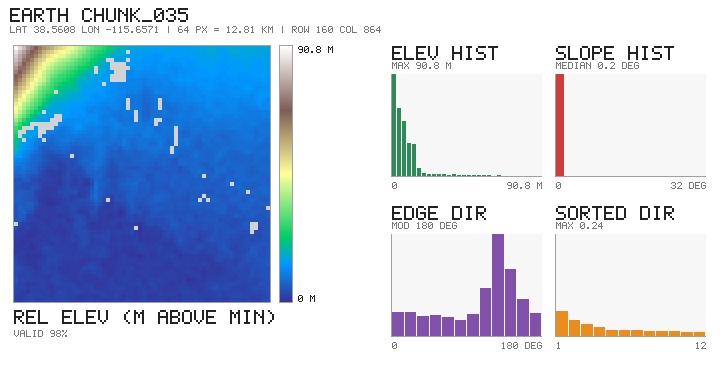 EARTH CHUNK_035
LAT 38.5608 LON -115.6571 | 64 PX = 12.81 KM | ROW 160 COL 864
90.8 M
0 M
REL ELEV (M ABOVE MIN)
VALID 98%
ELEV HIST
MAX 90.8 M
0 90.8 M
SLOPE HIST
MEDIAN 0.2 DEG
0 32 DEG
EDGE DIR
MOD 180 DEG
0 180 DEG
SORTED DIR
MAX 0.24
1 12